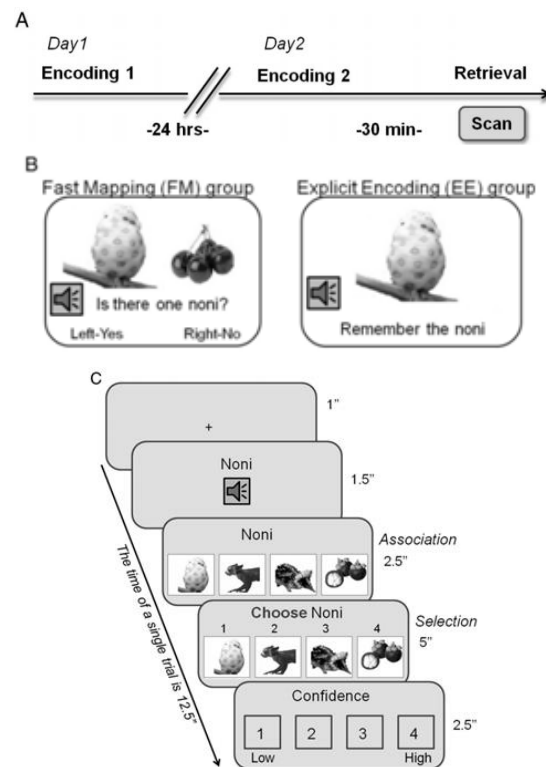 A
Day1
Day2
Encoding 1
Encoding 2
Retrieval
-24 hrs-
-30 min-
Scan
B
Fast Mapping (FM) group
Is there one noni?
Left-Yes
Right-No
Explicit Encoding (EE) group
Remember the noni
C
+
1”
Noni
1.5”
Noni
Association
2.5”
Choose Noni
1 2 3 4
Selection
5”
Confidence
1 2 3 4
Low
High
2.5”
The time of a single trial is 12.5”